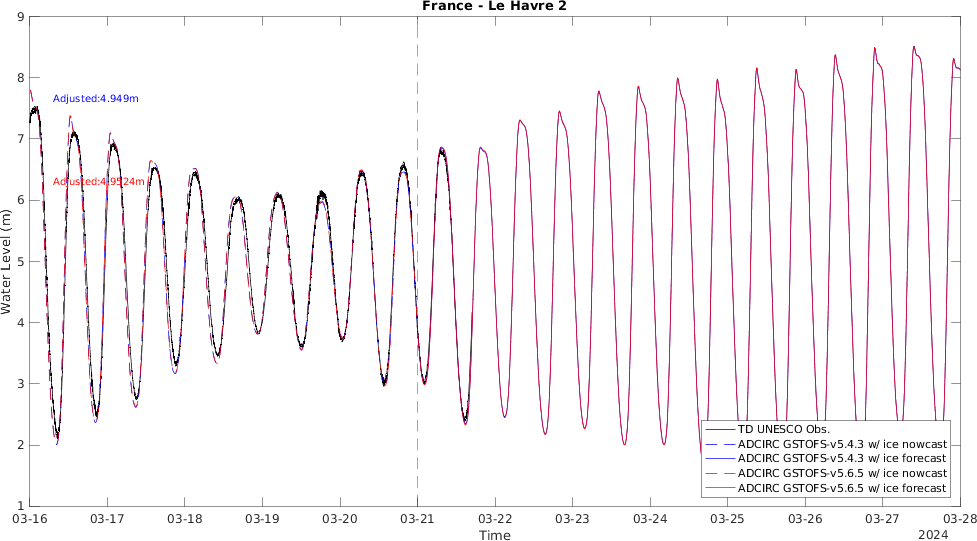 France - Le Havre 2
9
8
7
6
5
4
3
2
1
Water Level (m)
Adjusted:4.949m
Adjusted:4.9524m
TD UNESCO Obs.
ADCIRC GSTOFS-v5.4.3 w/ ice nowcast
ADCIRC GSTOFS-v5.4.3 w/ ice forecast
ADCIRC GSTOFS-v5.6.5 w/ ice nowcast
ADCIRC GSTOFS-v5.6.5 w/ ice forecast
03-16 03-17 03-18 03-19 03-20 03-21 03-22 03-23 03-24 03-25 03-26 03-27 03-28
Time
2024